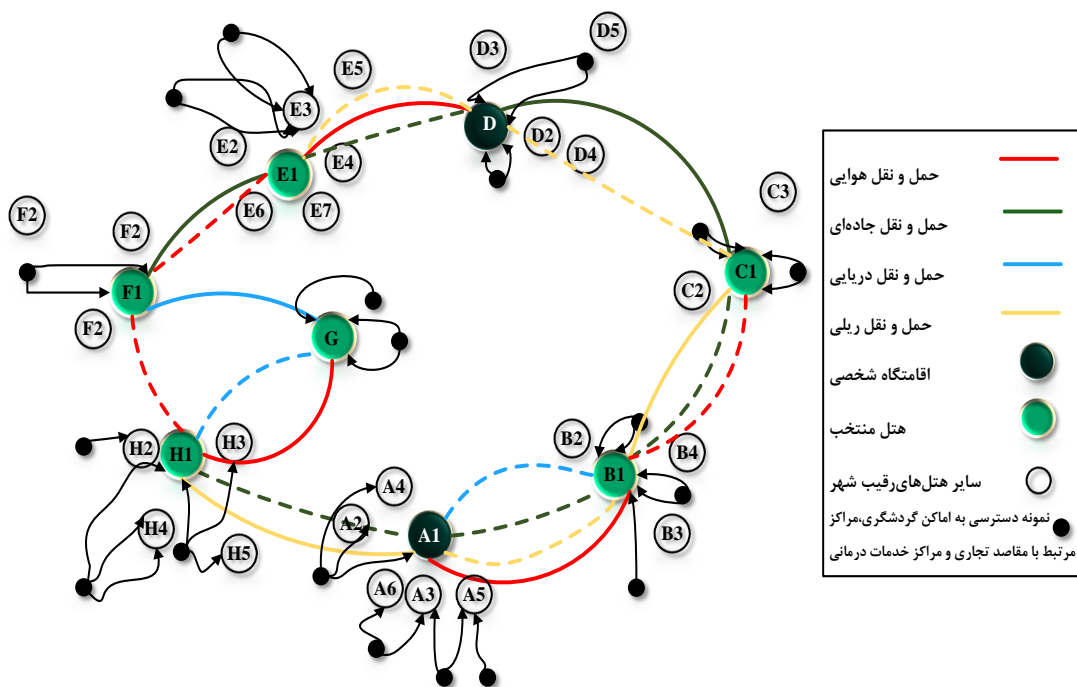 D3
D5
E5
E3
D
E2
D2
E4
D4
E1
C3
E6
E7
F2
F2
C1
F1
C2
F2
G
B2
B4
H2
H1
H3
B1
A4
A2
A1
B3
H4
H5
A6
A3
A5
حمل و نقل هوایی
حمل و نقل جاده‌ای
حمل و نقل دریایی
حمل و نقل ریلی
اقامتگاه شخصی
هتل منتخب
سایر هتل‌های‌رقیب شهر
نمونه دسترسی به اماکن گردشگری،مراکز
مرتبط با مقاصد تجاری و مراکز خدمات درمانی